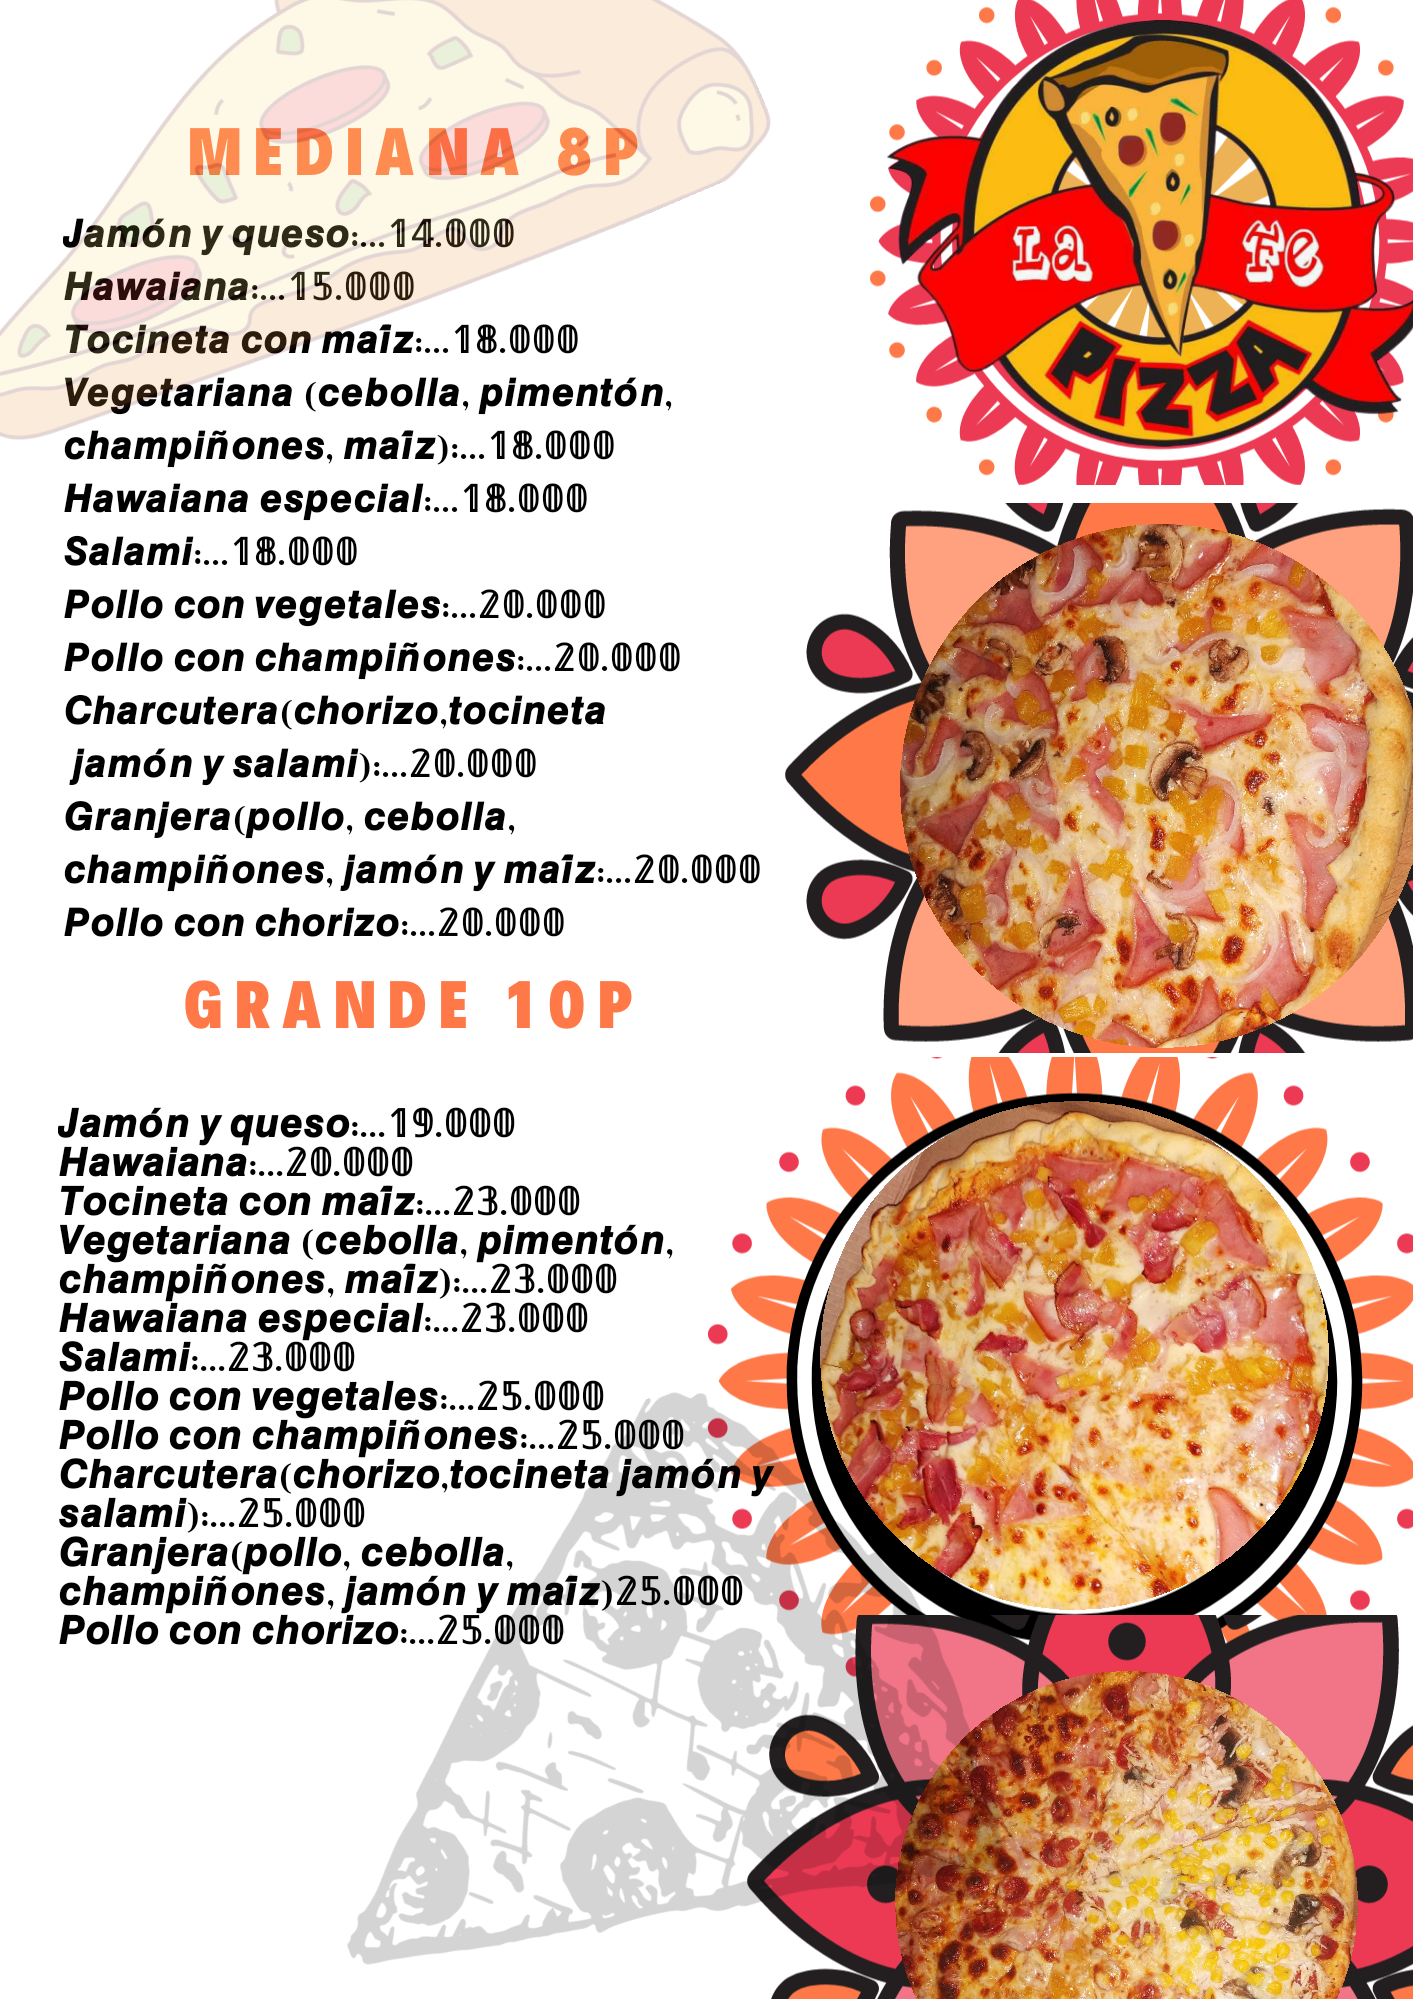 MEDIANA 8P
Jamón y queso:...14.000
Hawaiana:...15.000
Tocineta con maíz:...18.000
Vegetariana (cebolla, pimentón,
champiñones, maíz):...18.000
Hawaiana especial:...18.000
Salami:...18.000
Pollo con vegetales:...20.000
Pollo con champiñones:...20.000
Charcutera(chorizo,tocineta
jamón y salami):...20.000
Granjera(pollo, cebolla,
champiñones, jamón y maíz:...20.000
Pollo con chorizo:...20.000
GRANDE 10P
Jamón y queso:...19.000
Hawaiana:...20.000
Tocineta con maíz:...23.000
Vegetariana (cebolla, pimentón,
champiñones, maíz):...23.000
Hawaiana especial:...23.000
Salami:...23.000
Pollo con vegetales:...25.000
Pollo con champiñones:...25.000
Charcutera(chorizo,tocineta jamón y
salami):...25.000
Granjera(pollo, cebolla,
champiñones, jamón y maíz)25.000
Pollo con chorizo:...25.000
La Fe
PIZZA